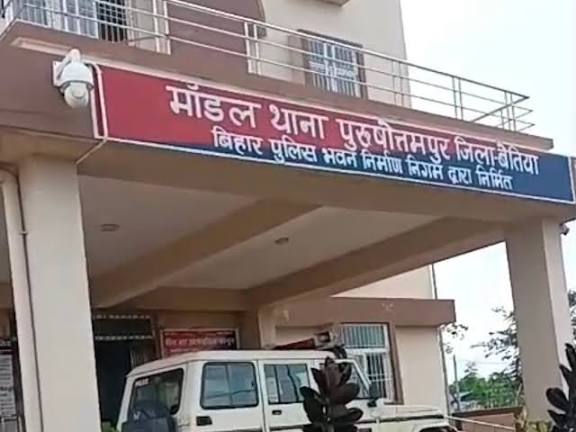 मॉडल थाना पुरुषोत्तमपुर जिला-बेतिया
बिहार पुलिस भवन निर्माण निगम द्वारा निर्मित